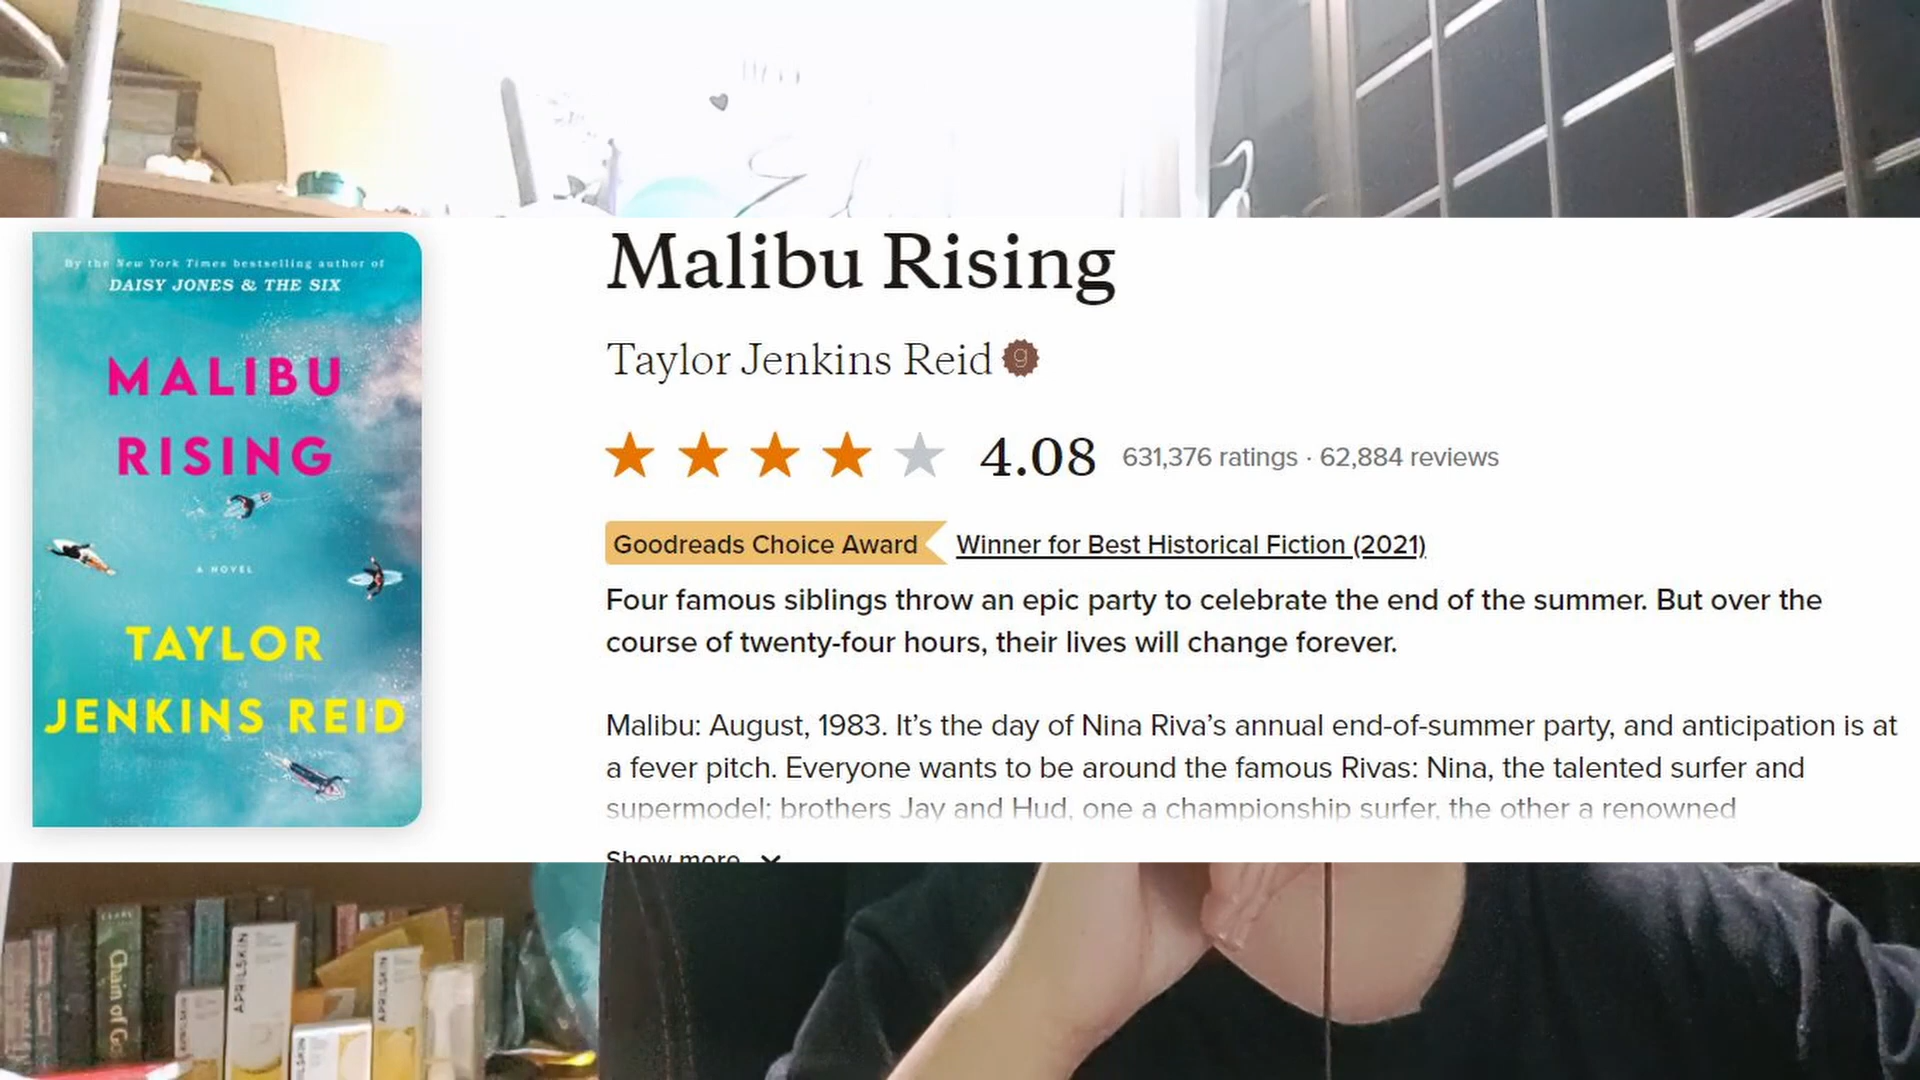 By the New York Times bestselling author of
DAISY JONES & THE SIX
MALIBU
RISING
A NOVEL
TAYLOR
JENKINS REID
Malibu Rising
Taylor Jenkins Reid g
4.08 631,376 ratings · 62,884 reviews
Goodreads Choice Award Winner for Best Historical Fiction (2021)
Four famous siblings throw an epic party to celebrate the end of the summer. But over the
course of twenty-four hours, their lives will change forever.
Malibu: August, 1983. It’s the day of Nina Riva’s annual end-of-summer party, and anticipation is at
a fever pitch. Everyone wants to be around the famous Rivas: Nina, the talented surfer and
supermodel; brothers Jay and Hud, one a championship surfer, the other a renowned
Show more
Chain of
APRILSKIN
APRILSKIN